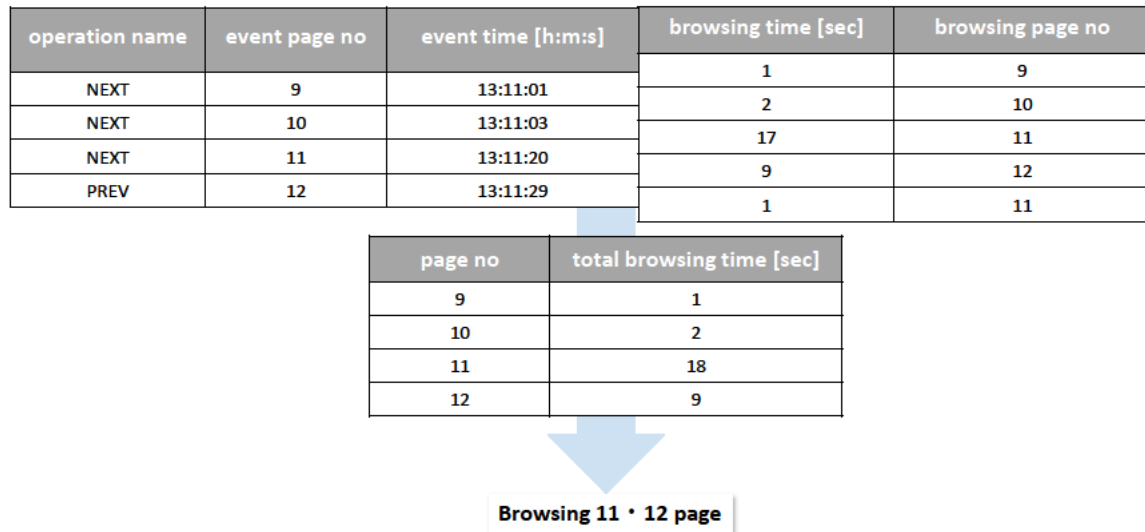 operation name event page no event time [h:m:s]
NEXT 9 13:11:01
NEXT 10 13:11:03
NEXT 11 13:11:20
PREV 12 13:11:29
browsing time [sec] browsing page no
1 9
2 10
17 11
9 12
1 11
page no total browsing time [sec]
9 1
10 2
11 18
12 9
Browsing 11・12 page